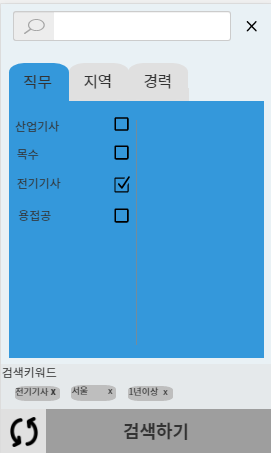 직무 지역 경력
산업기사
목수
전기기사
용접공
검색키워드
전기기사 x 서울 x 1년이상 x
검색하기